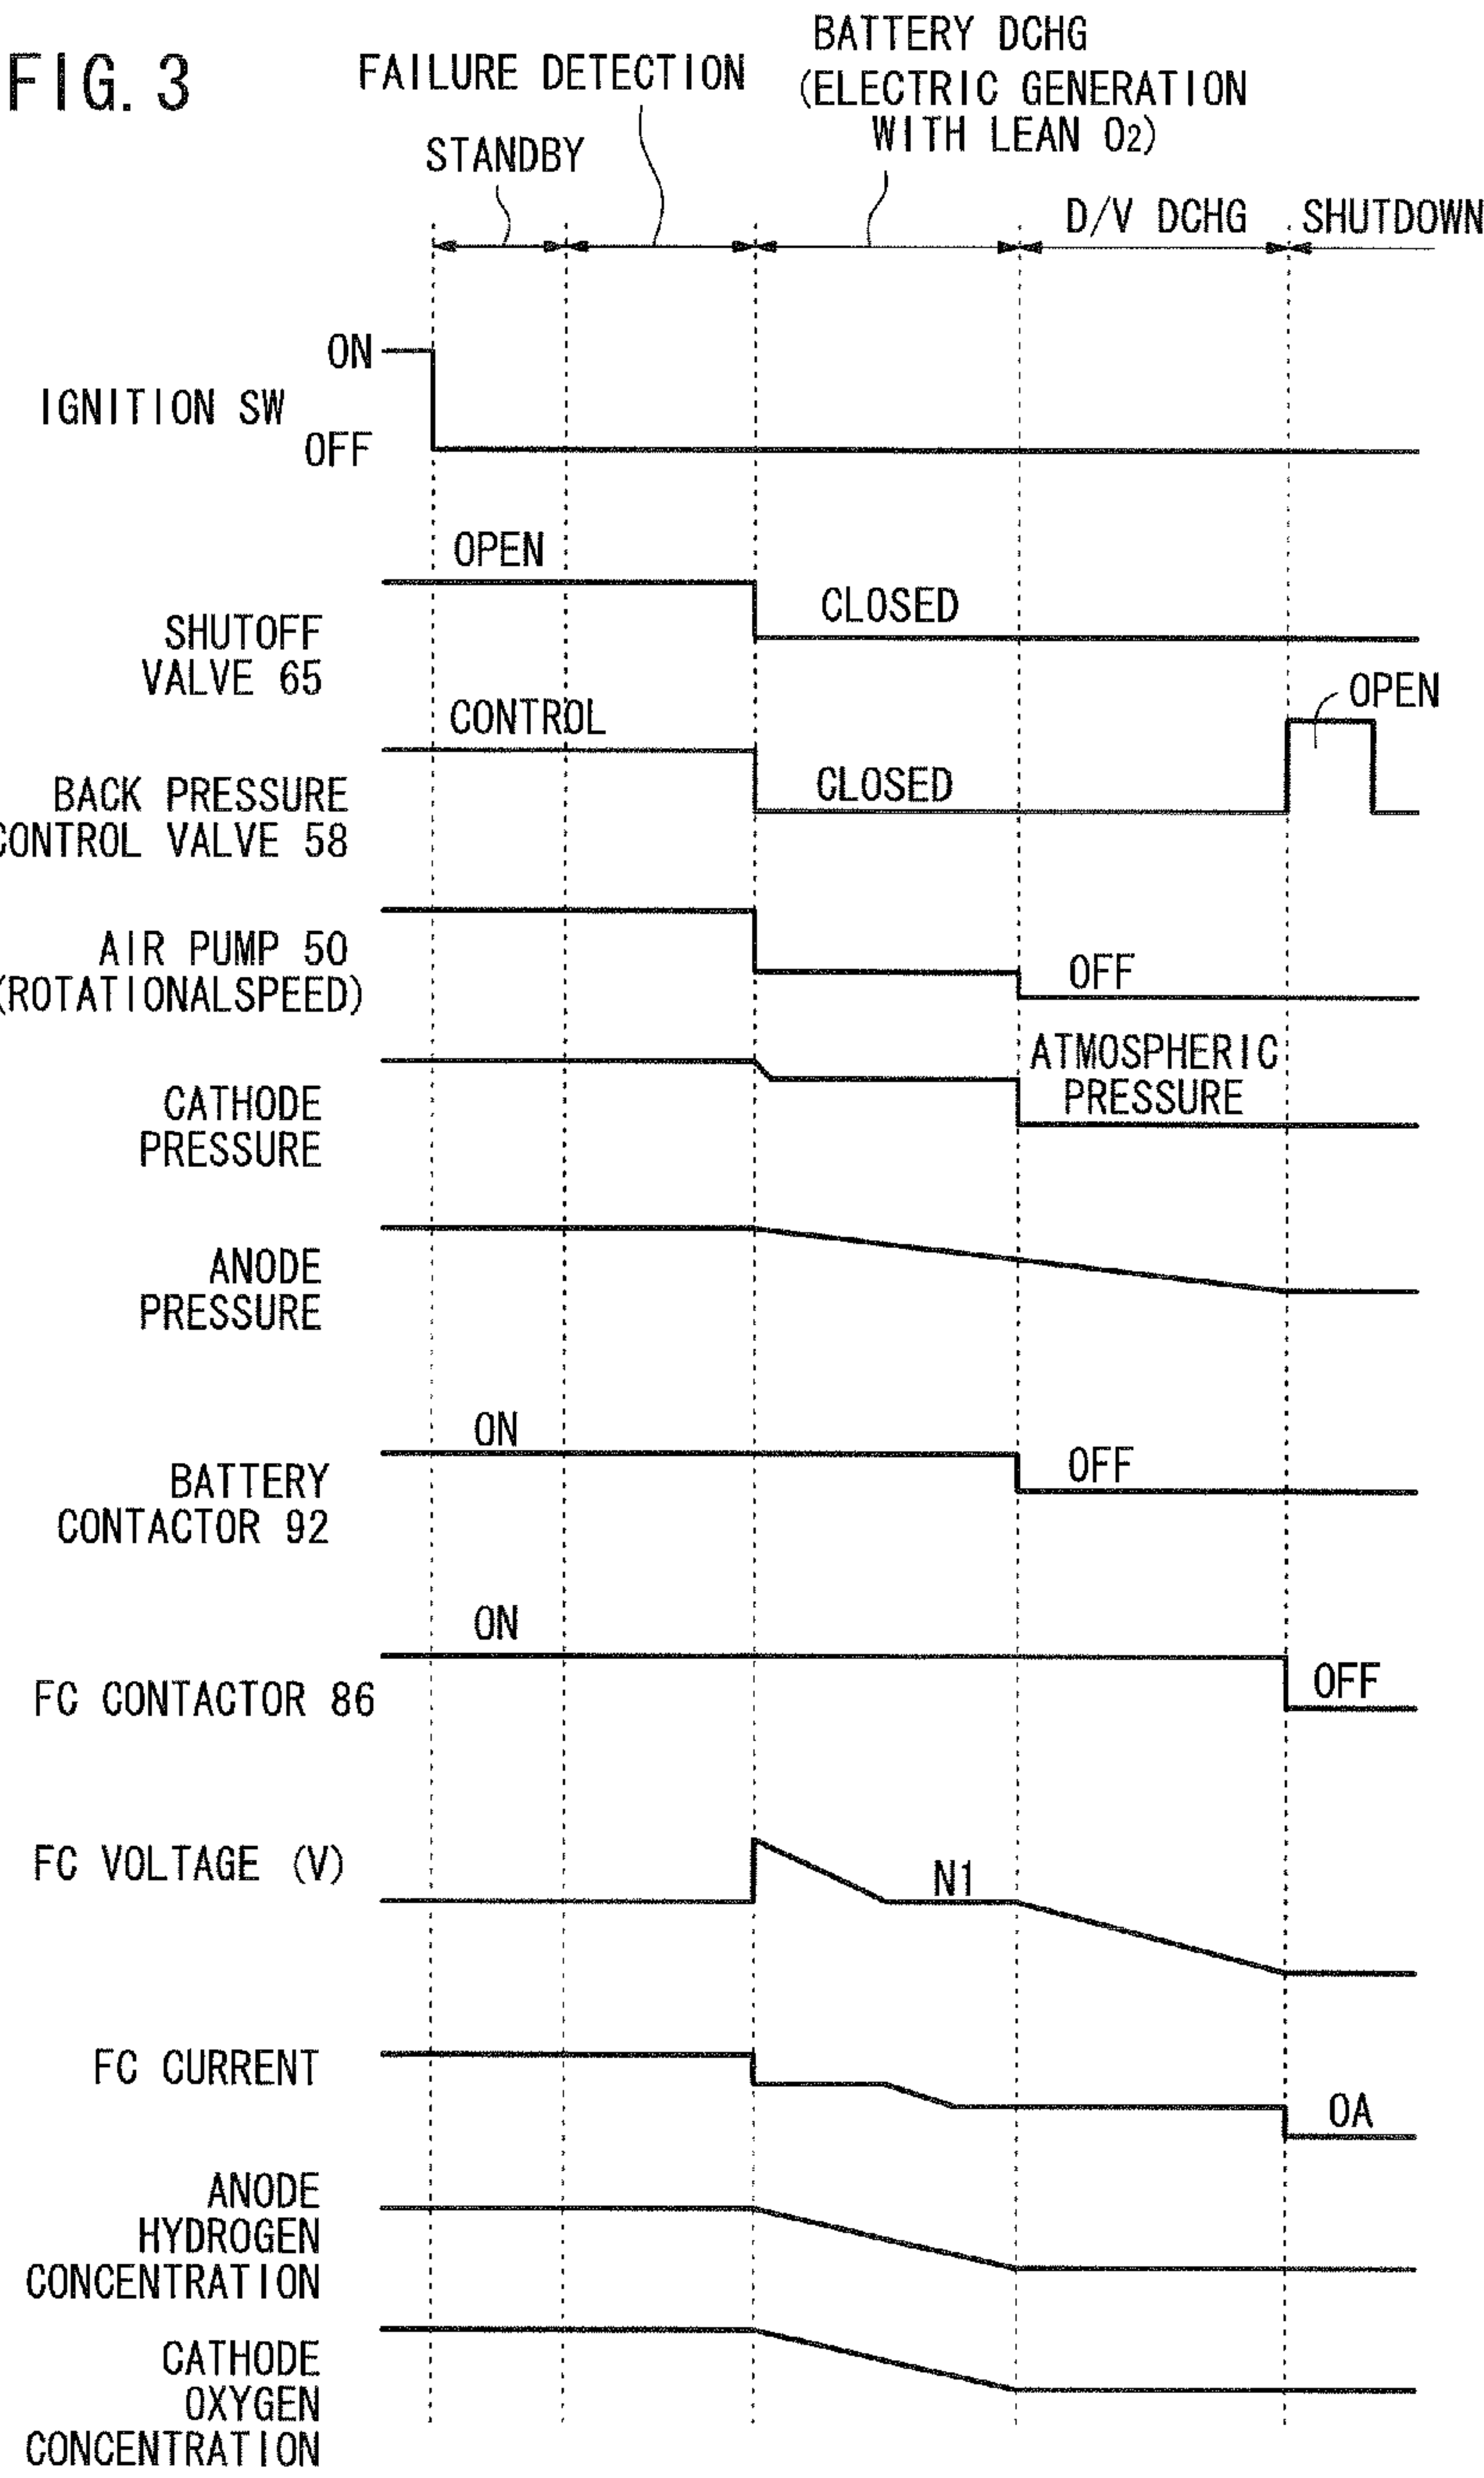 FIG. 3
FAILURE DETECTION
BATTERY DCHG
(ELECTRIC GENERATION
WITH LEAN O2)
STANDBY
D/V DCHG
SHUTDOWN
ON
IGNITION SW
OFF
OPEN
CLOSED
SHUTOFF
VALVE 65
OPEN
CONTROL
CLOSED
BACK PRESSURE
CONTROL VALVE 58
AIR PUMP 50
(ROTATIONALSPEED)
OFF
ATMOSPHERIC
PRESSURE
CATHODE
PRESSURE
ANODE
PRESSURE
ON
OFF
BATTERY
CONTACTOR 92
ON
FC CONTACTOR 86
OFF
FC VOLTAGE (V)
N1
FC CURRENT
0A
ANODE
HYDROGEN
CONCENTRATION
CATHODE
OXYGEN
CONCENTRATION